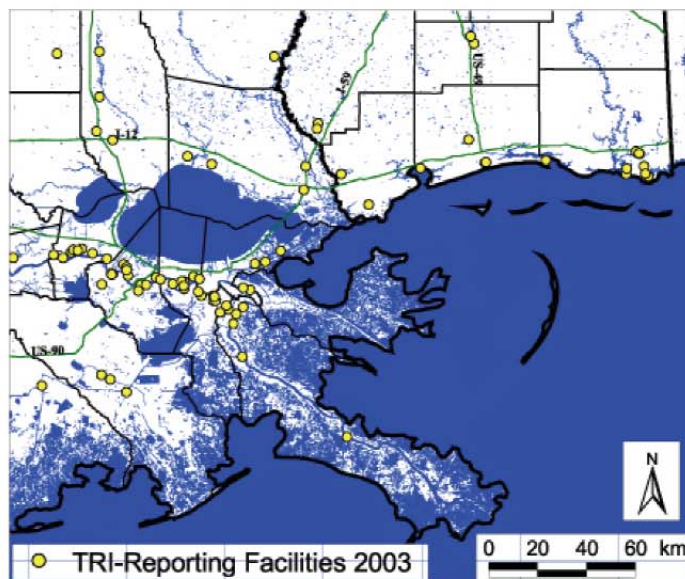 I-59
US-49
I-12
US-90
N
TRI-Reporting Facilities 2003
0 20 40 60 km